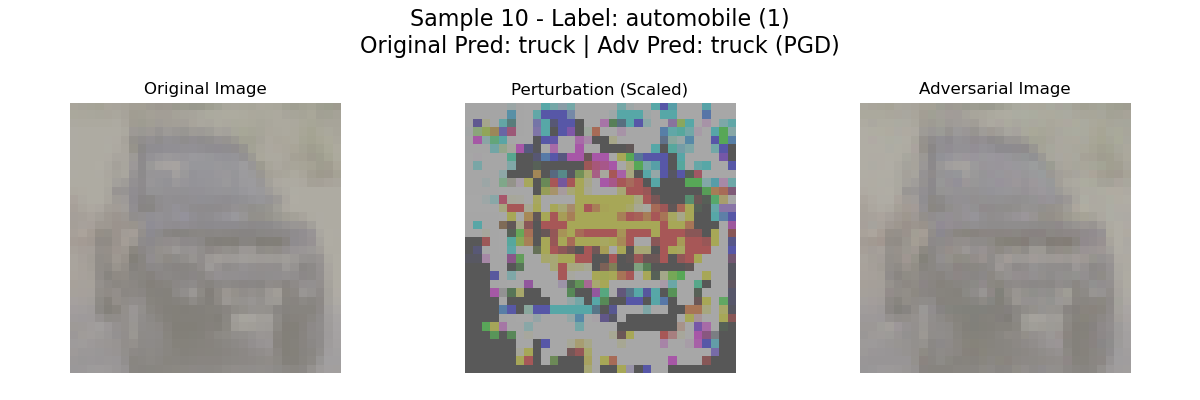 Sample 10 - Label: automobile (1)
Original Pred: truck | Adv Pred: truck (PGD)
Original Image
Perturbation (Scaled)
Adversarial Image